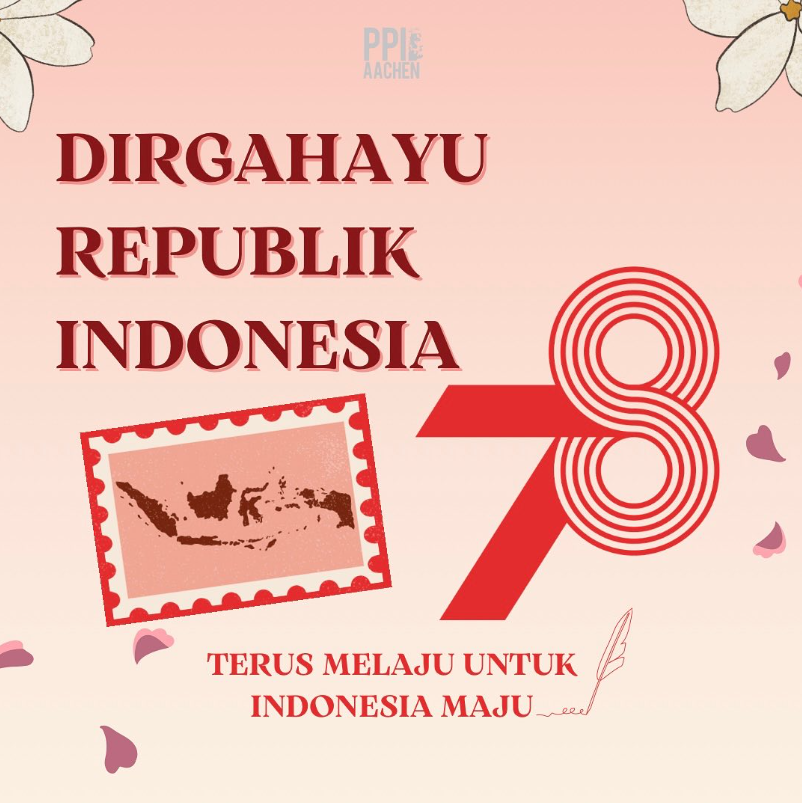 PPI
AACHEN
DIRGAHAYU
REPUBLIK
INDONESIA
78
TERUS MELAJU UNTUK
INDONESIA MAJU